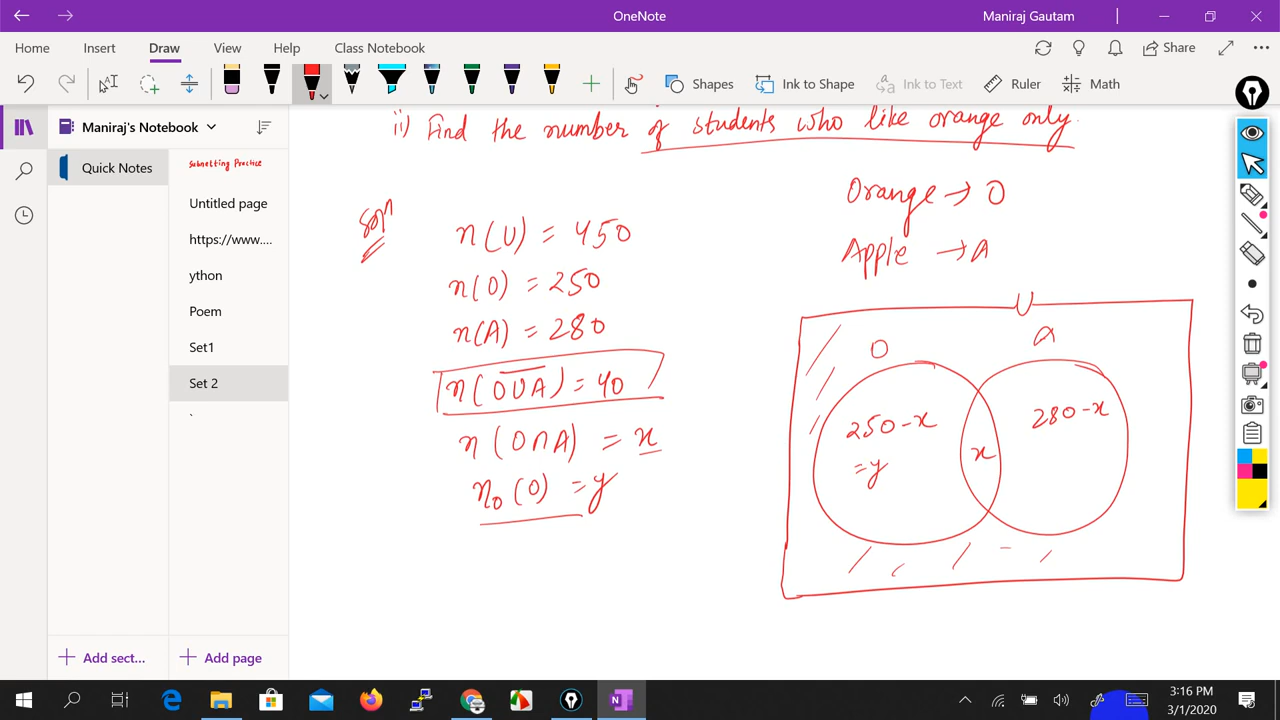 OneNote
Maniraj Gautam
Home Insert Draw View Help Class Notebook
Share
Shapes Ink to Shape Ink to Text Ruler Math
Maniraj's Notebook
Quick Notes
Subnetting Practice
Untitled page
https://www....
ython
Poem
Set1
Set 2
Add sect...
Add page
ii) Find the number of students who like orange only.
Orange → O
Apple → A
Solⁿ
n(U) = 450
n(O) = 250
n(A) = 280
n(O̅U̅A̅) = 40
n(O∩A) = x
n₀(O) = y
U
O A
250-x
=y
x
280-x
3:16 PM
3/1/2020